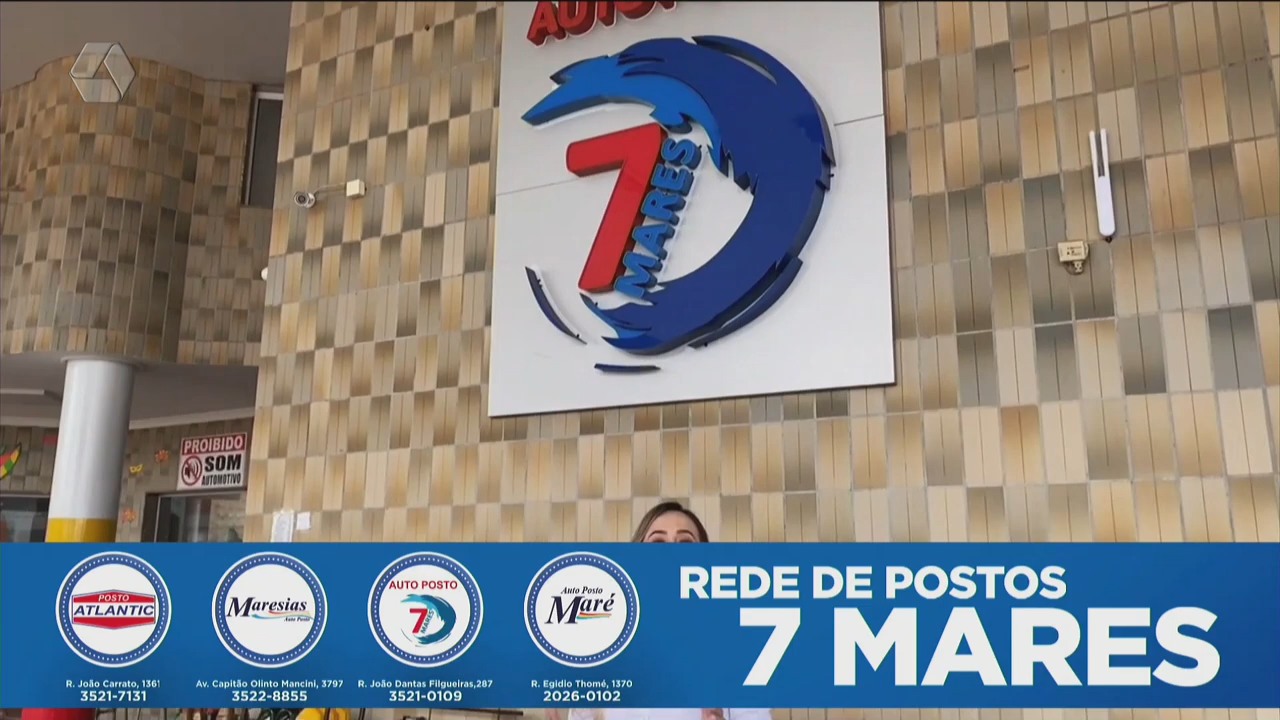 AUTO
7
MARES
PROIBIDO
SOM
AUTOMOTIVO
POSTO
ATLANTIC
R. João Carrato, 1361
3521-7131
Maresias
Auto Posto
Av. Capitão Olinto Mancini, 3797
3522-8855
AUTO POSTO
7
MARES
R. João Dantas Filgueiras,287
3521-0109
Auto Posto
Maré
R. Egidio Thomé, 1370
2026-0102
REDE DE POSTOS
7 MARES